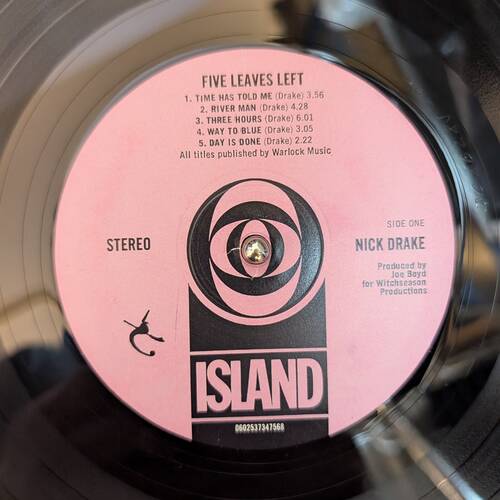 FIVE LEAVES LEFT
1. TIME HAS TOLD ME (Drake) 3.56
2. RIVER MAN (Drake) 4.28
3. THREE HOURS (Drake) 6.01
4. WAY TO BLUE (Drake) 3.05
5. DAY IS DONE (Drake) 2.22
All titles published by Warlock Music
SIDE ONE
STEREO
NICK DRAKE
Produced by
Joe Boyd
for Witchseason
Productions
ISLAND
0602537347568